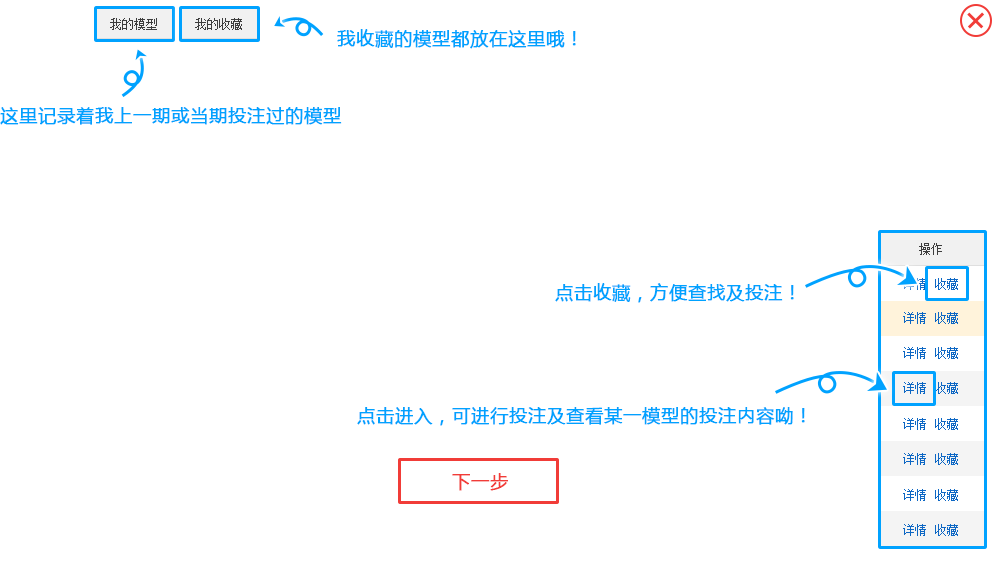 我的模型 我的收藏
我收藏的模型都放在这里哦！
这里记录着我上一期或当期投注过的模型
操作
详情 收藏
点击收藏，方便查找及投注！
详情 收藏
详情 收藏
详情 收藏
点击进入，可进行投注及查看某一模型的投注内容呦！
详情 收藏
详情 收藏
下一步
详情 收藏
详情 收藏